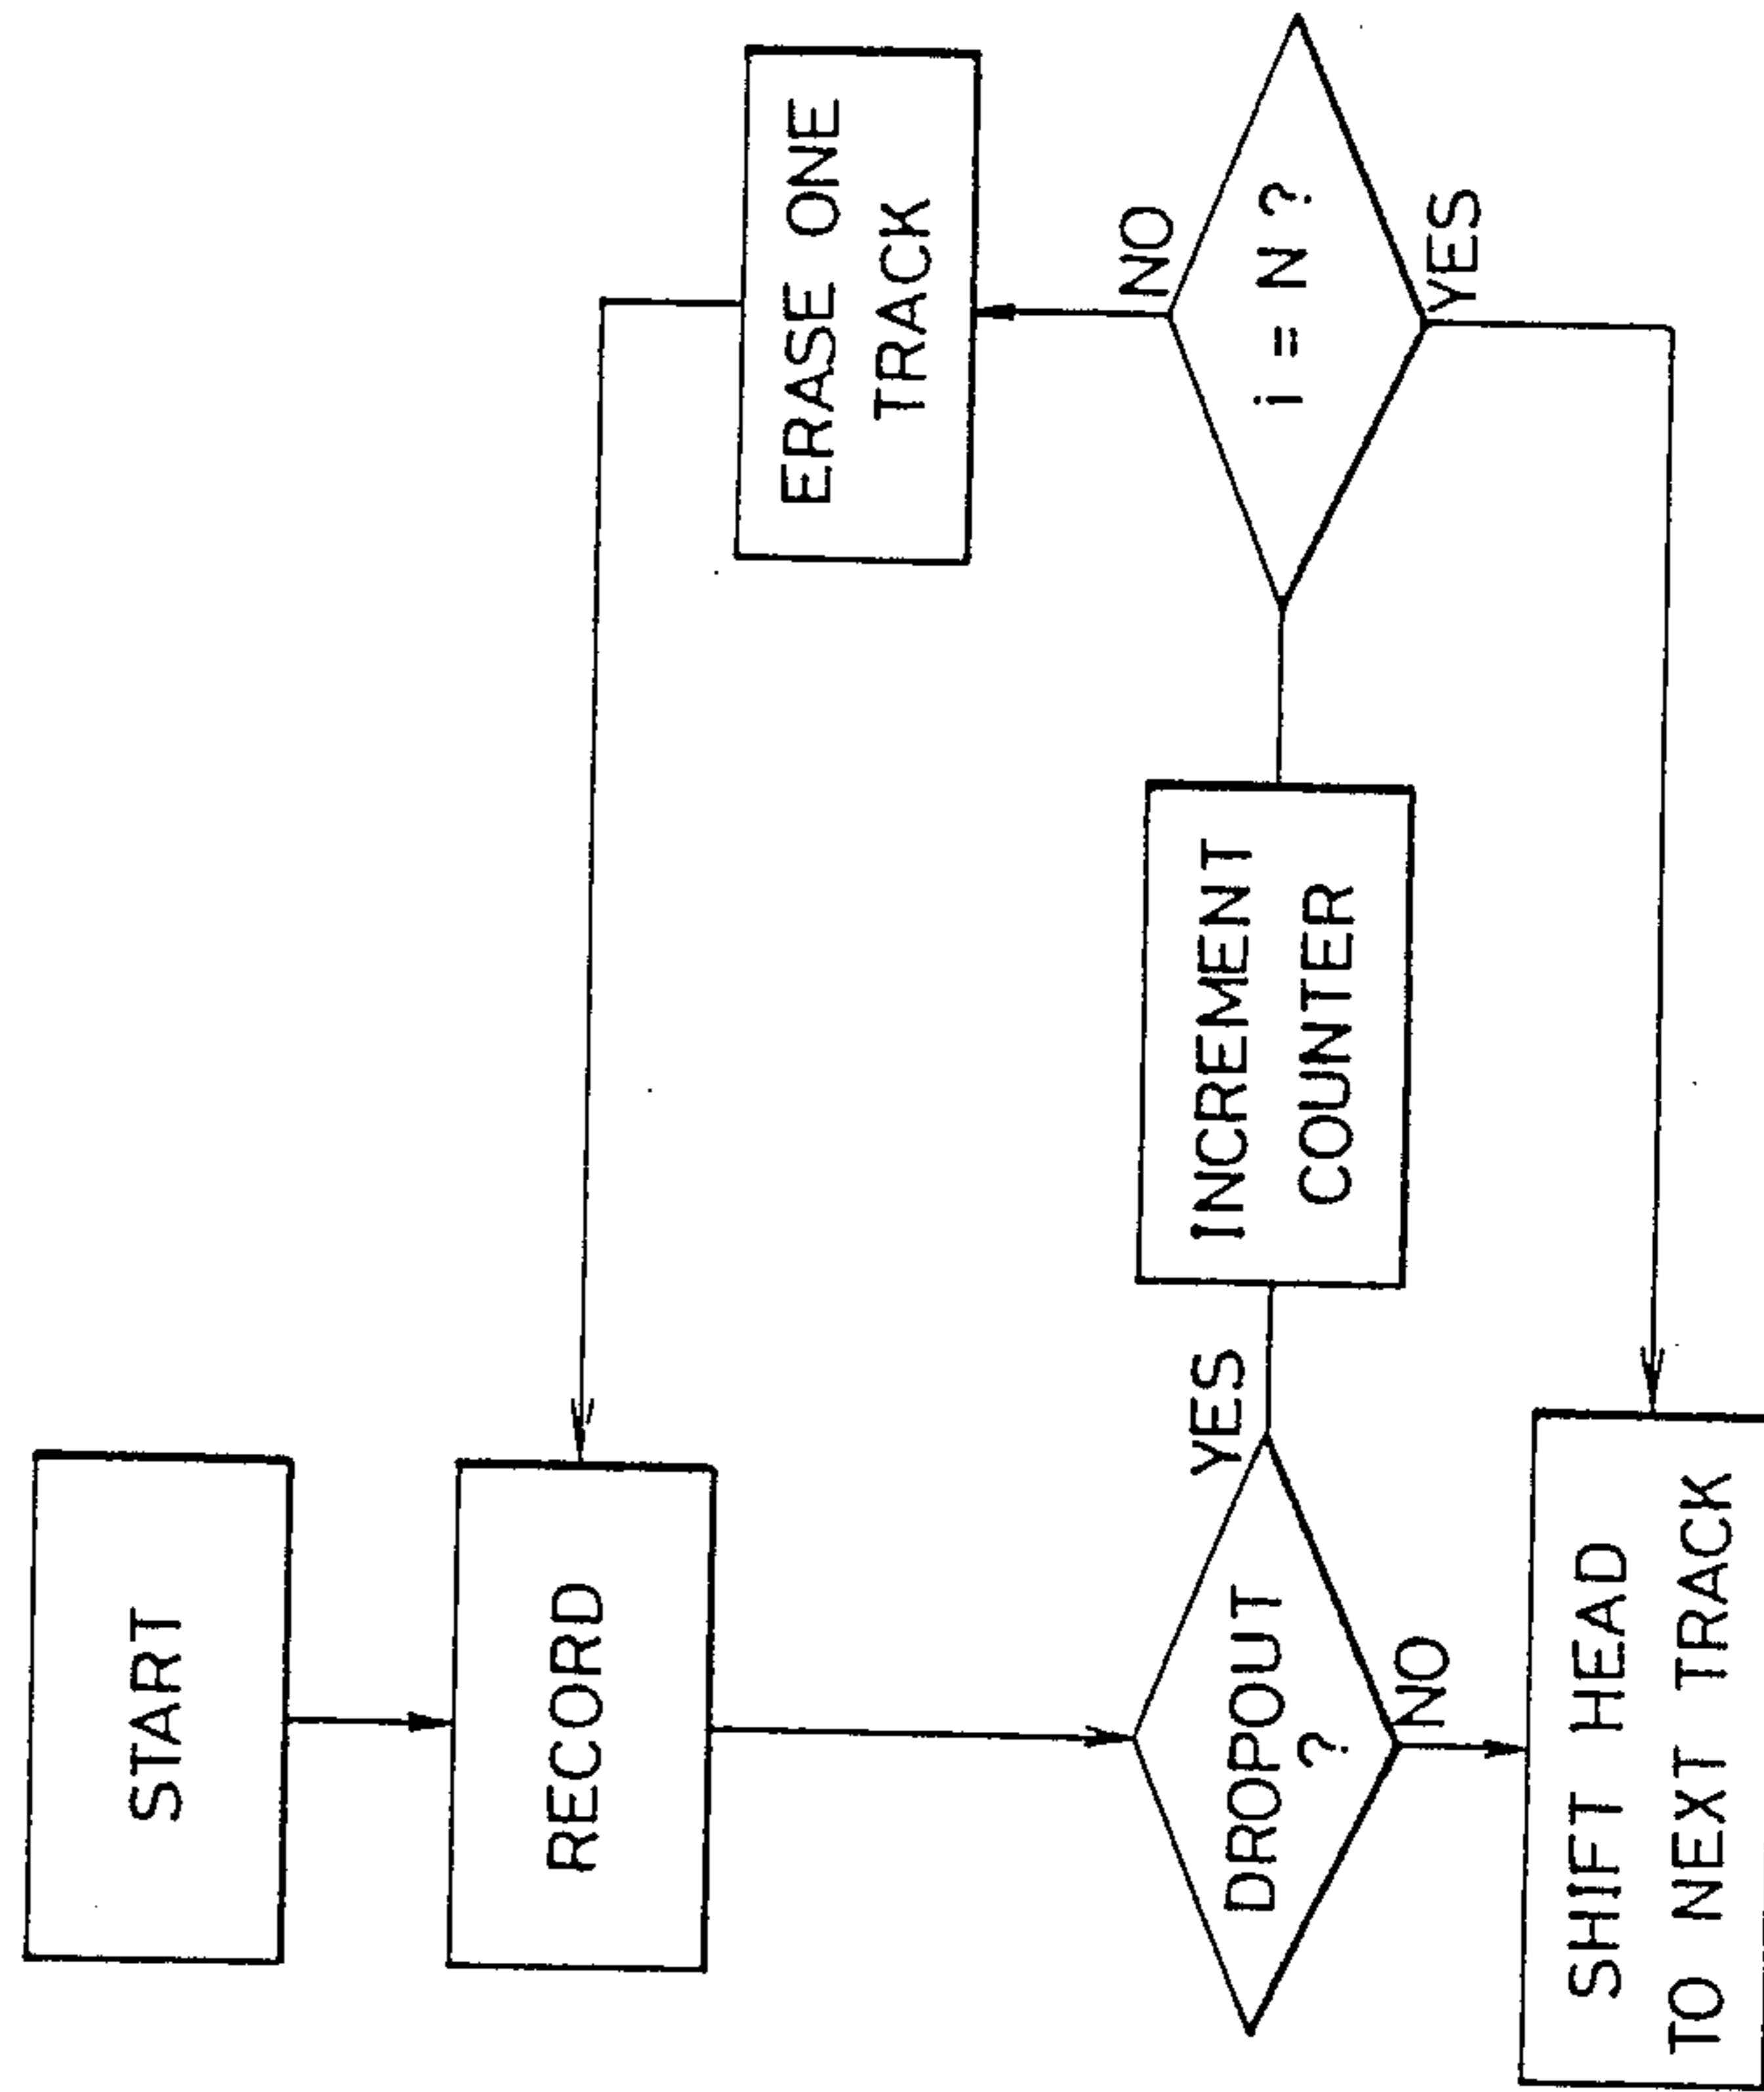 START
RECORD
DROPOUT
?
YES
NO
INCREMENT
COUNTER
i = N ?
NO
YES
ERASE ONE
TRACK
SHIFT HEAD
TO NEXT TRACK